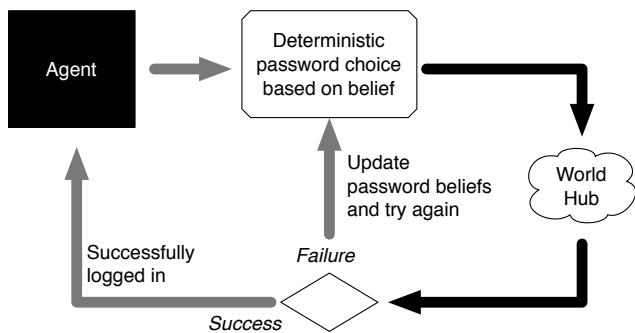 Agent
Deterministic
password choice
based on belief
World
Hub
Update
password beliefs
and try again
Successfully
logged in
Failure
Success